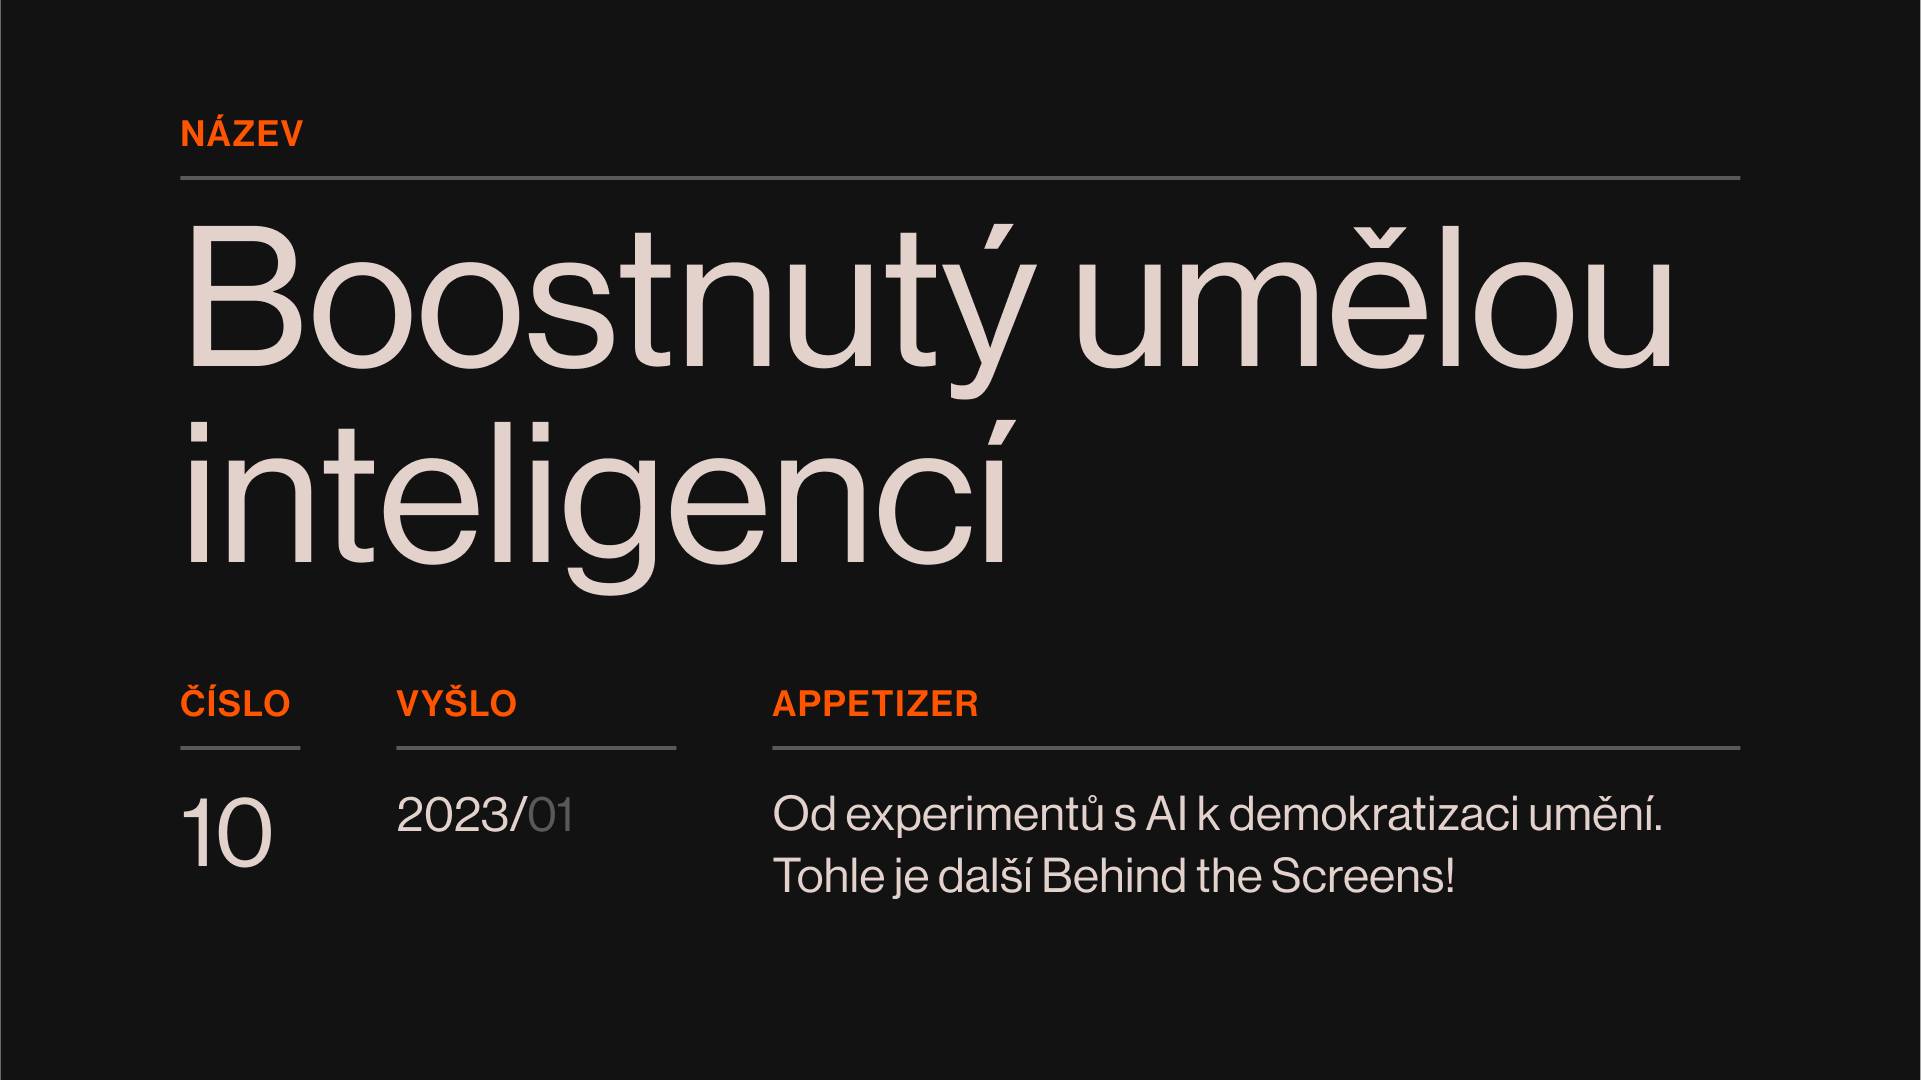 NÁZEV
Boostnutý umělou
inteligencí
ČÍSLO
10
VYŠLO
2023/01
APPETIZER
Od experimentů s AI k demokratizaci umění.
Tohle je další Behind the Screens!